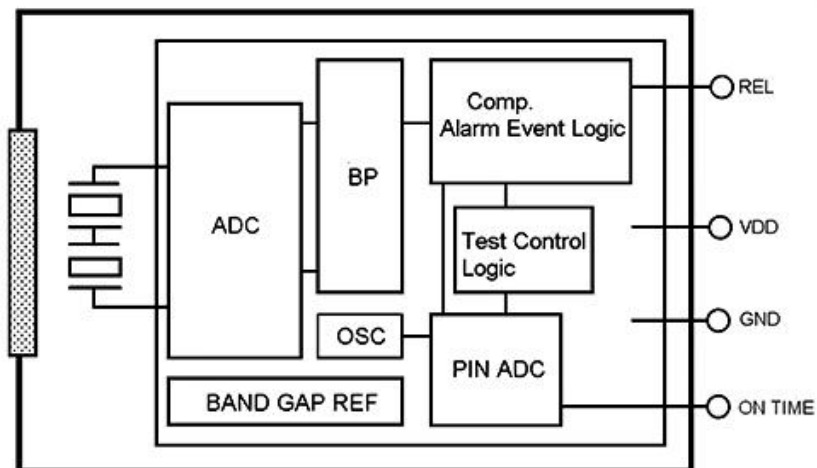 REL
Comp.
Alarm Event Logic
BP
ADC
VDD
Test Control
Logic
GND
OSC
PIN ADC
BAND GAP REF
ON TIME